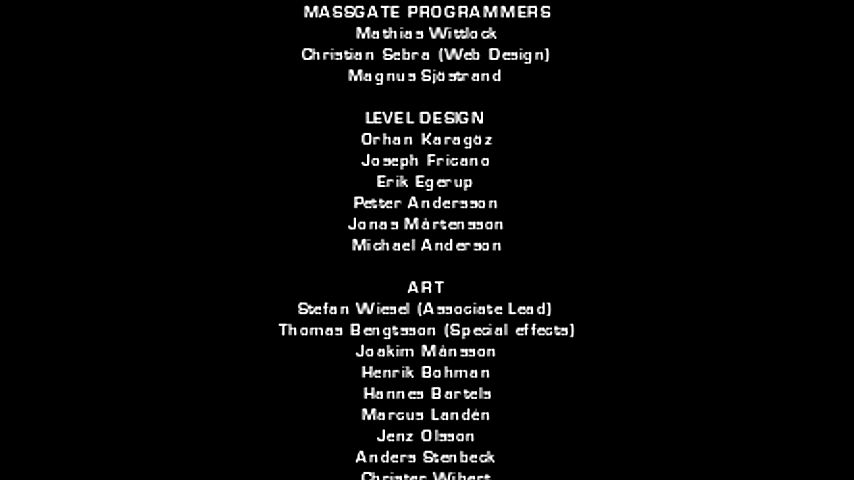 MASSGATE PROGRAMMERS
Mathias Wittlock
Christian Sebra (Web Design)
Magnus Sjöstrand
LEVEL DESIGN
Orhan Karagöz
Joseph Fricano
Erik Egerup
Petter Andersson
Jonas Mårtensson
Michael Anderson
ART
Stefan Wiesel (Associate Lead)
Thomas Bengtsson (Special effects)
Joakim Månsson
Henrik Bohman
Hannes Bartels
Marcus Landén
Jenz Olsson
Anders Stenbeck
Christer